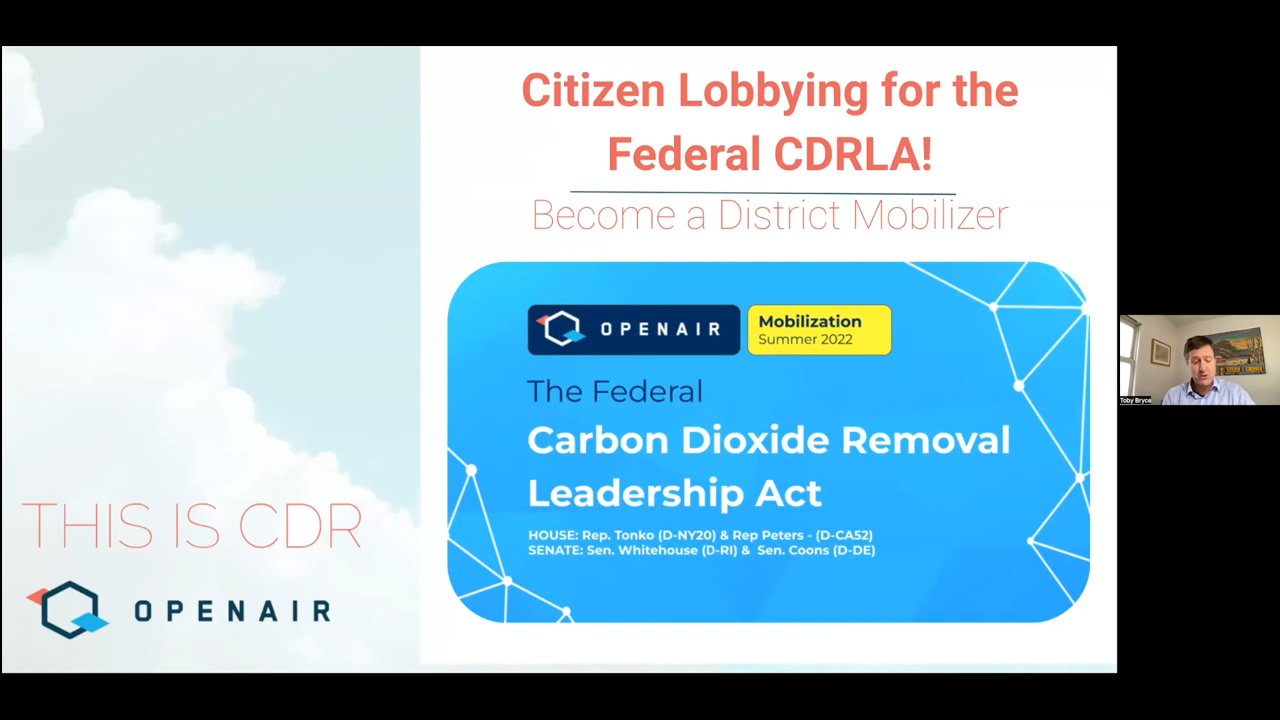 Citizen Lobbying for the
Federal CDRLA!
Become a District Mobilizer
OPENAIR
Mobilization
Summer 2022
The Federal
Carbon Dioxide Removal
Leadership Act
HOUSE: Rep. Tonko (D-NY20) & Rep Peters - (D-CA52)
SENATE: Sen. Whitehouse (D-RI) & Sen. Coons (D-DE)
THIS IS CDR
OPENAIR
Toby Bryce